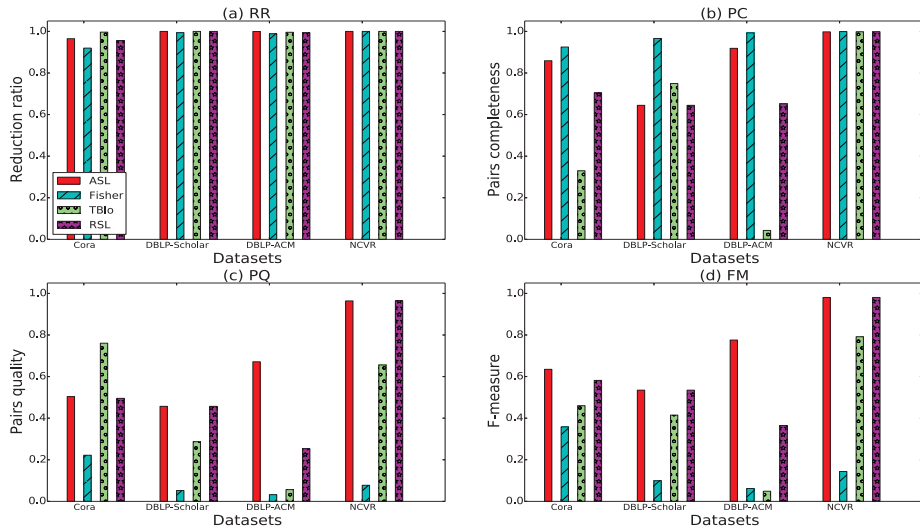 (a) RR
Reduction ratio
1.0
0.8
0.6
0.4
0.2
0.0
ASL
Fisher
TBlo
RSL
Cora DBLP-Scholar DBLP-ACM NCVR
Datasets
(b) PC
Pairs completeness
1.0
0.8
0.6
0.4
0.2
0.0
Cora DBLP-Scholar DBLP-ACM NCVR
Datasets
(c) PQ
Pairs quality
1.0
0.8
0.6
0.4
0.2
0.0
Cora DBLP-Scholar DBLP-ACM NCVR
Datasets
(d) FM
F-measure
1.0
0.8
0.6
0.4
0.2
0.0
Cora DBLP-Scholar DBLP-ACM NCVR
Datasets